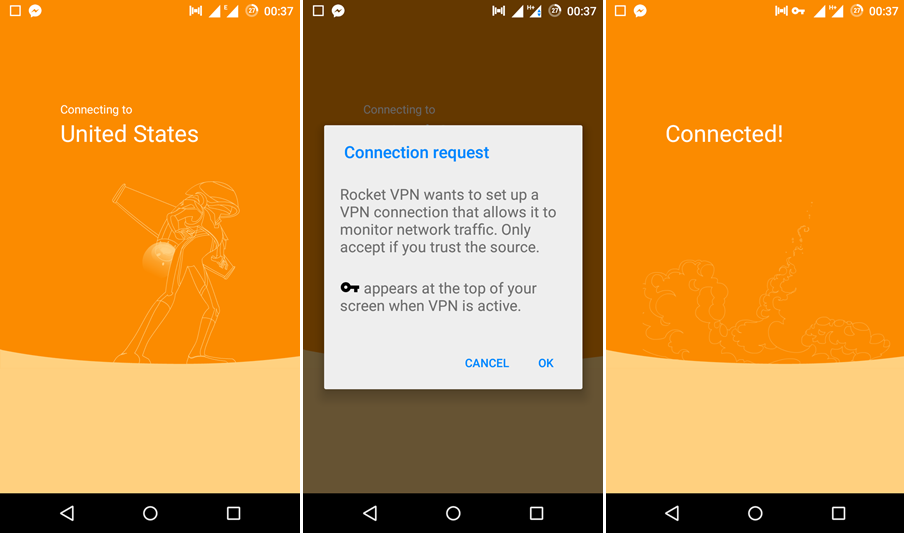 E
27
00:37
Connecting to
United States
H+
27
00:37
Connecting to
Connection request
Rocket VPN wants to set up a
VPN connection that allows it to
monitor network traffic. Only
accept if you trust the source.
appears at the top of your
screen when VPN is active.
CANCEL OK
H+
27
00:37
Connected!